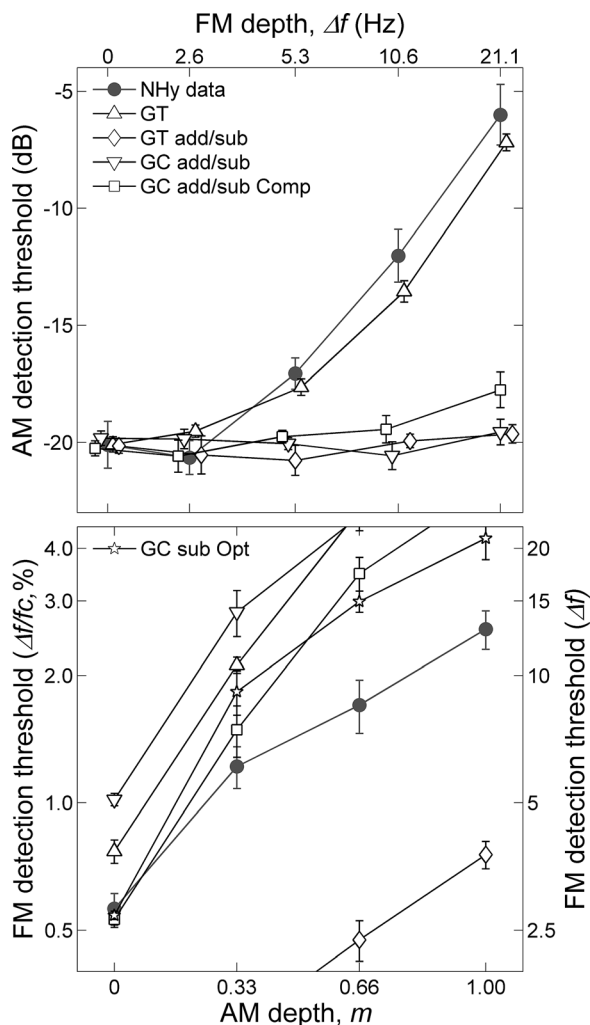 FM depth, Δf (Hz)
0 2.6 5.3 10.6 21.1
NHy data
GT
GT add/sub
GC add/sub
GC add/sub Comp
-5
-10
-15
-20
AM detection threshold (dB)
GC sub Opt
4.0
3.0
2.0
1.0
0.5
FM detection threshold (Δf/fc,%)
20
15
10
5
2.5
FM detection threshold (Δf)
0 0.33 0.66 1.00
AM depth, m